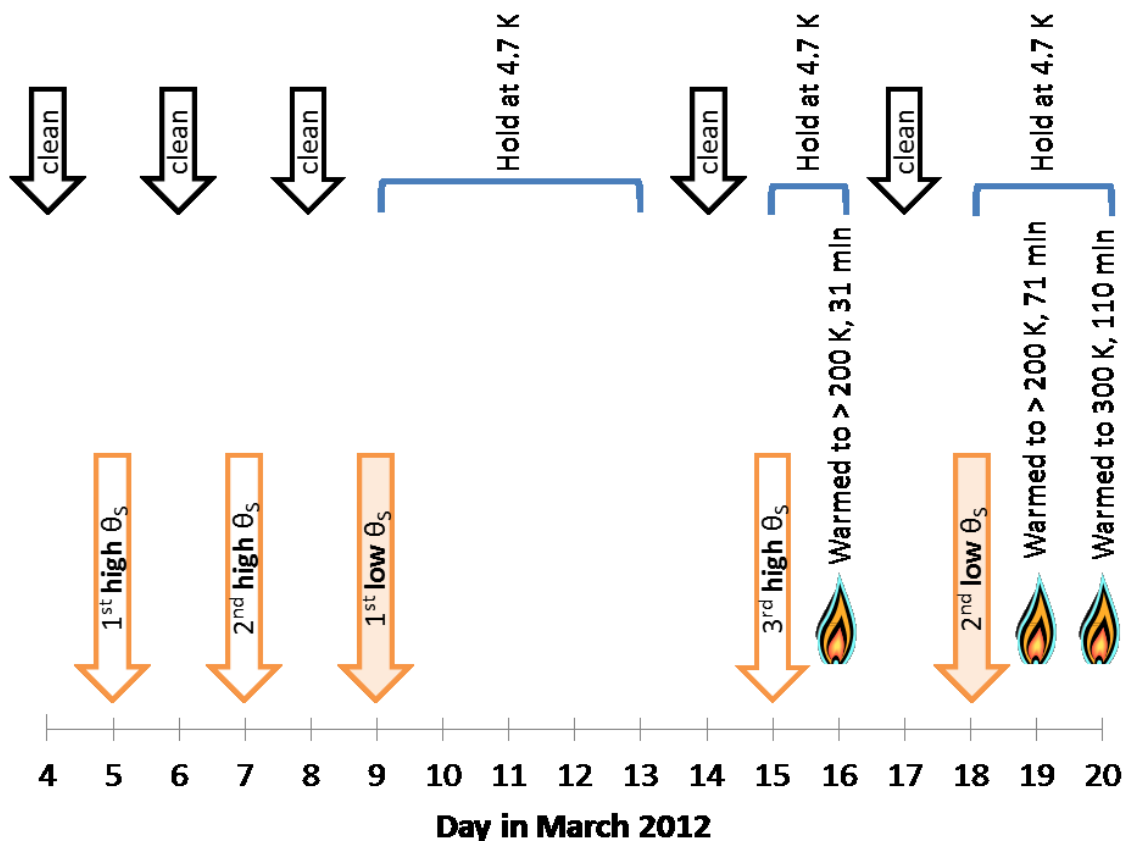 Hold at 4.7 K
Hold at 4.7 K
Hold at 4.7 K
clean
clean
clean
clean
clean
Warmed to > 200 K, 31 min
Warmed to > 200 K, 71 min
Warmed to 300 K, 110 min
1st high θS
2nd high θS
1st low θS
3rd high θS
2nd low θS
4 5 6 7 8 9 10 11 12 13 14 15 16 17 18 19 20
Day in March 2012